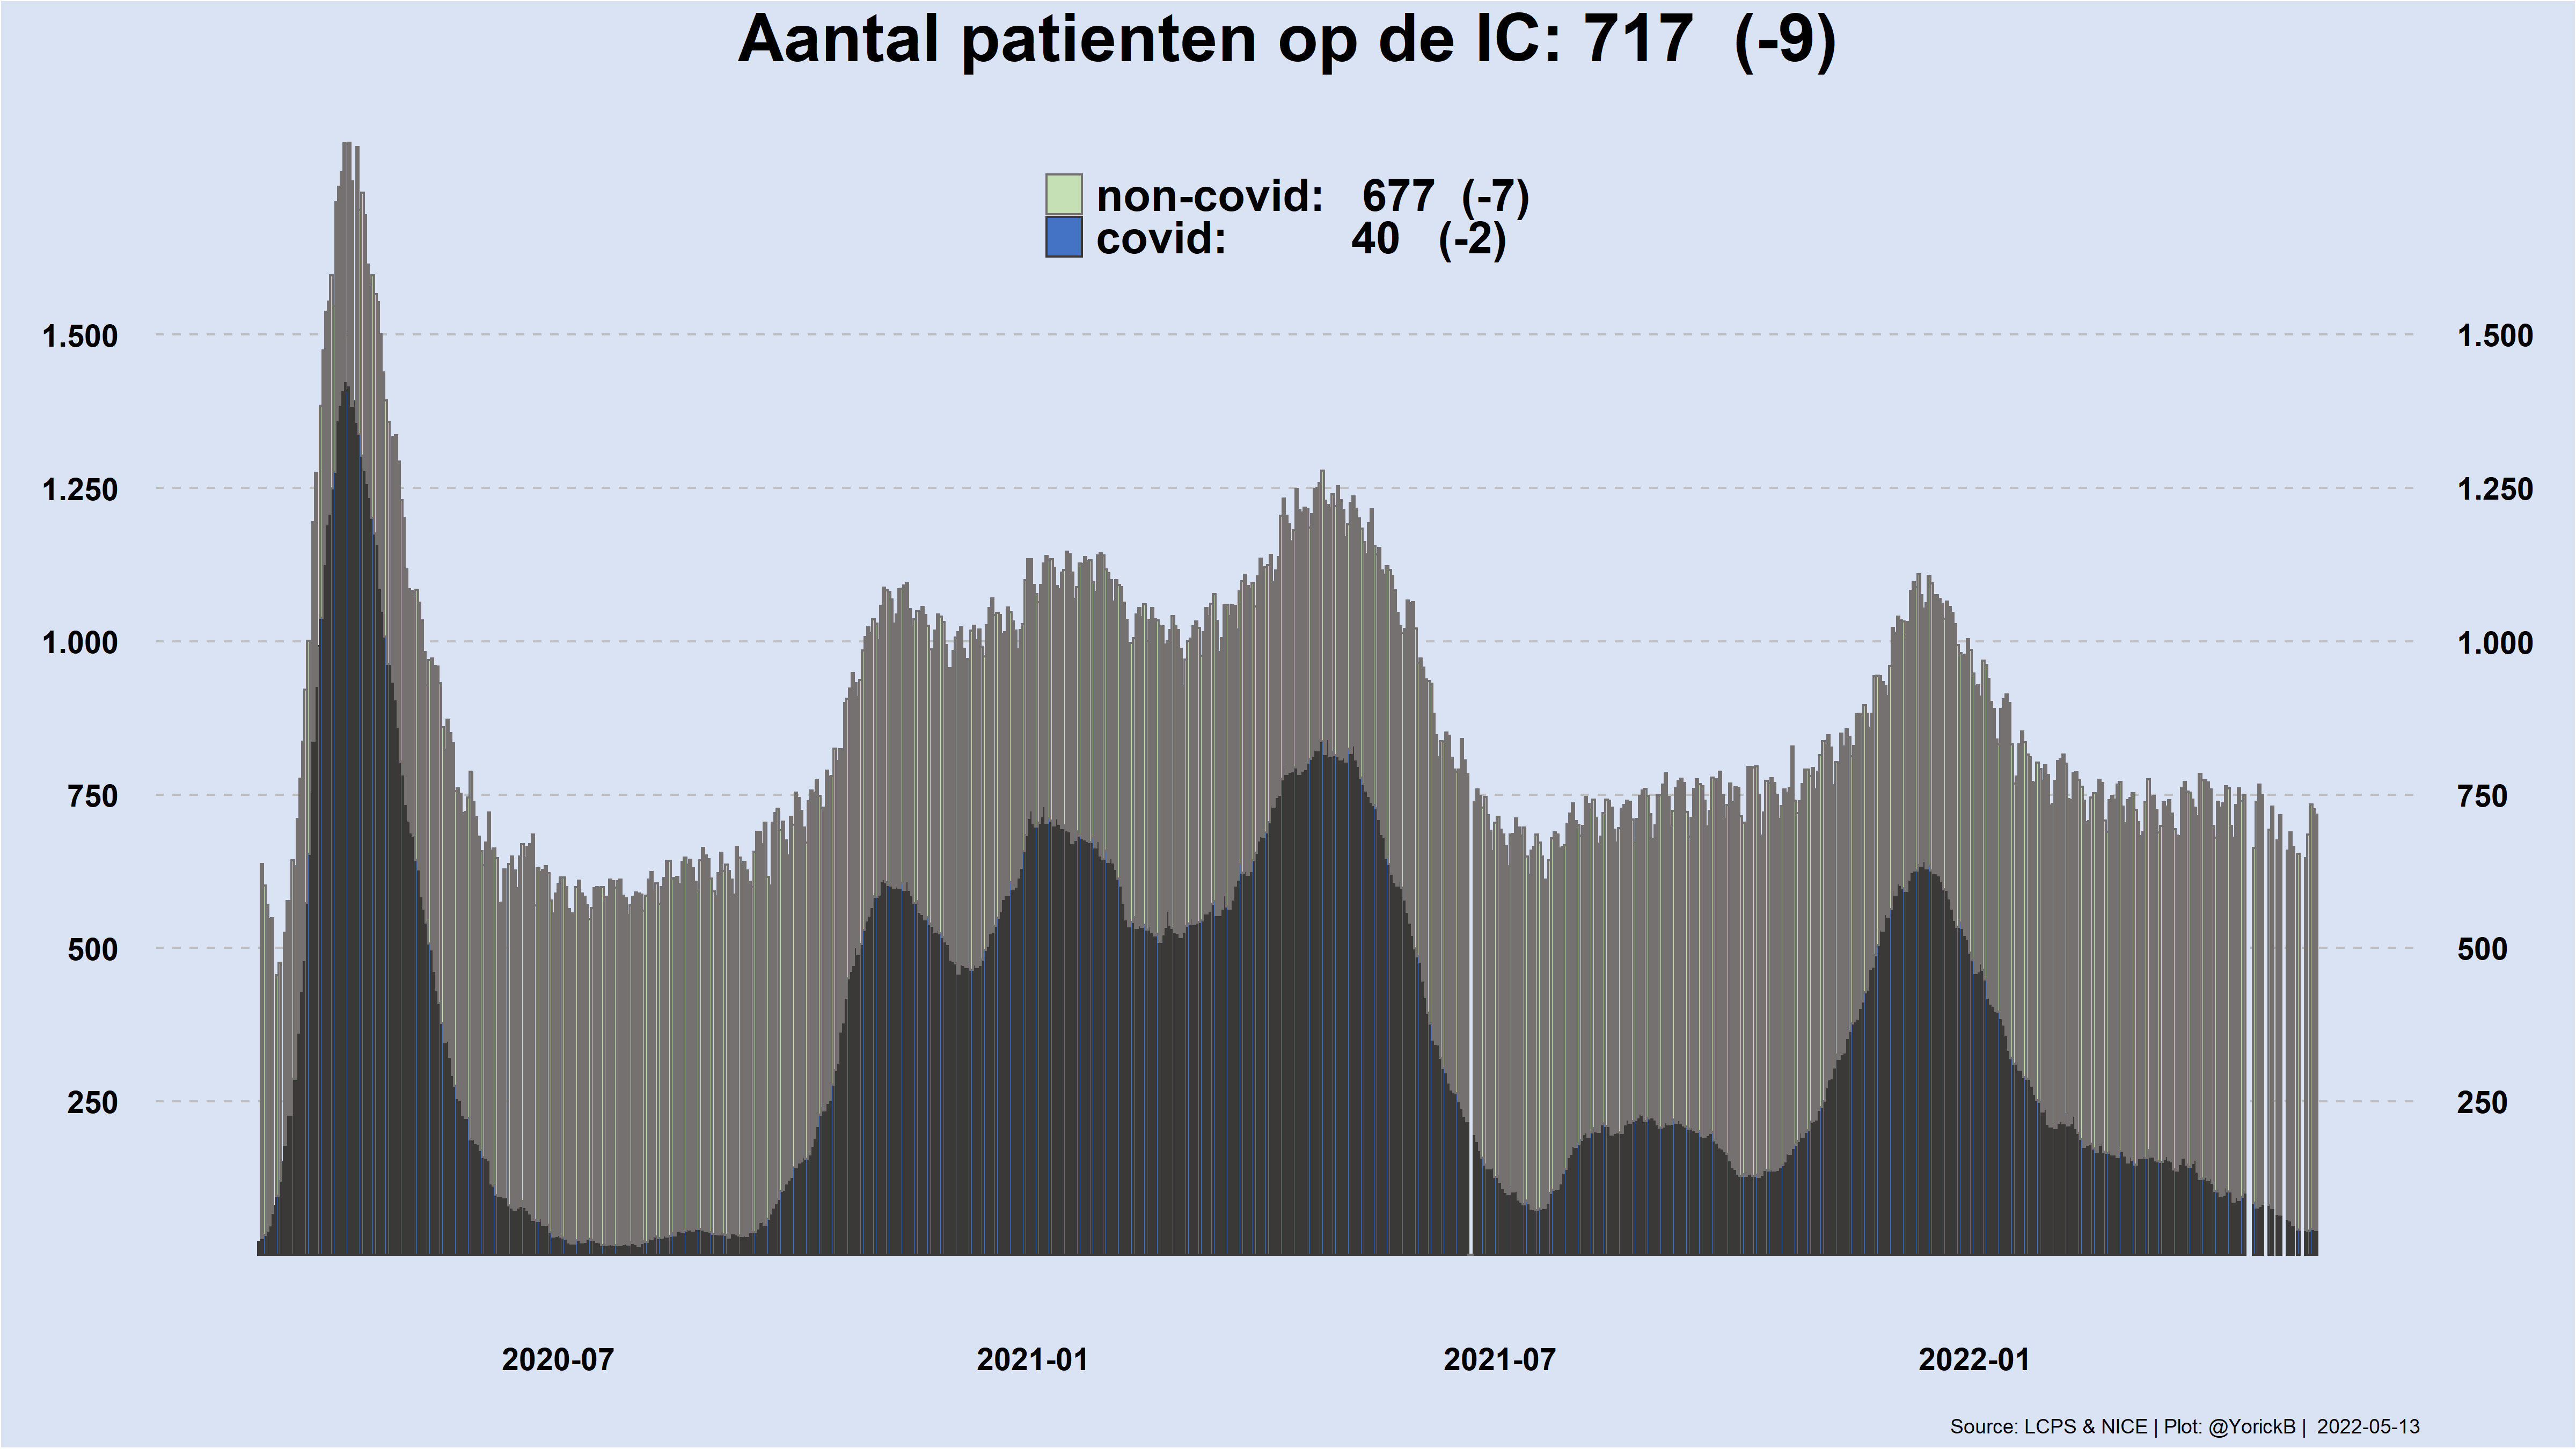 Aantal patienten op de IC: 717 (-9)
non-covid: 677 (-7)
covid: 40 (-2)
1.500 1.500
1.250 1.250
1.000 1.000
750 750
500 500
250 250
2020-07 2021-01 2021-07 2022-01
Source: LCPS & NICE | Plot: @YorickB | 2022-05-13